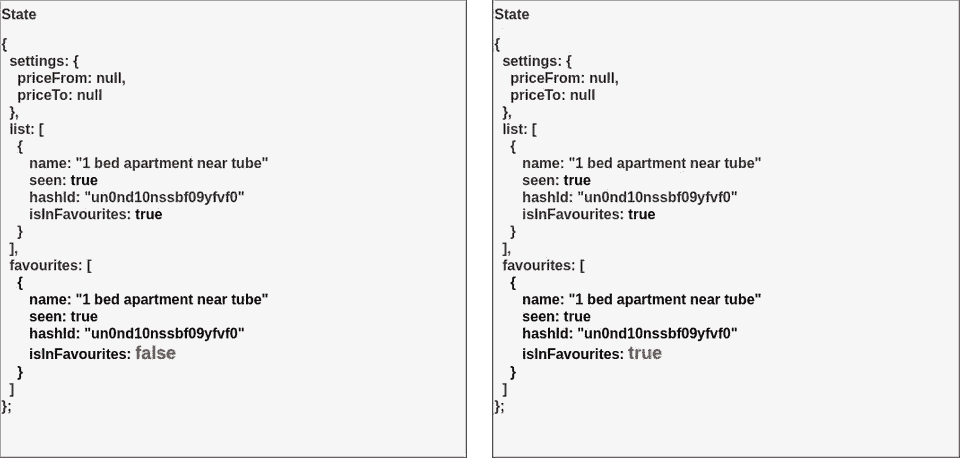 State
{
settings: {
priceFrom: null,
priceTo: null
},
list: [
{
name: "1 bed apartment near tube"
seen: true
hashId: "un0nd10nssbf09yfvf0"
isInFavourites: true
}
],
favourites: [
{
name: "1 bed apartment near tube"
seen: true
hashId: "un0nd10nssbf09yfvf0"
isInFavourites: false
}
]
};
State
{
settings: {
priceFrom: null,
priceTo: null
},
list: [
{
name: "1 bed apartment near tube"
seen: true
hashId: "un0nd10nssbf09yfvf0"
isInFavourites: true
}
],
favourites: [
{
name: "1 bed apartment near tube"
seen: true
hashId: "un0nd10nssbf09yfvf0"
isInFavourites: true
}
]
};